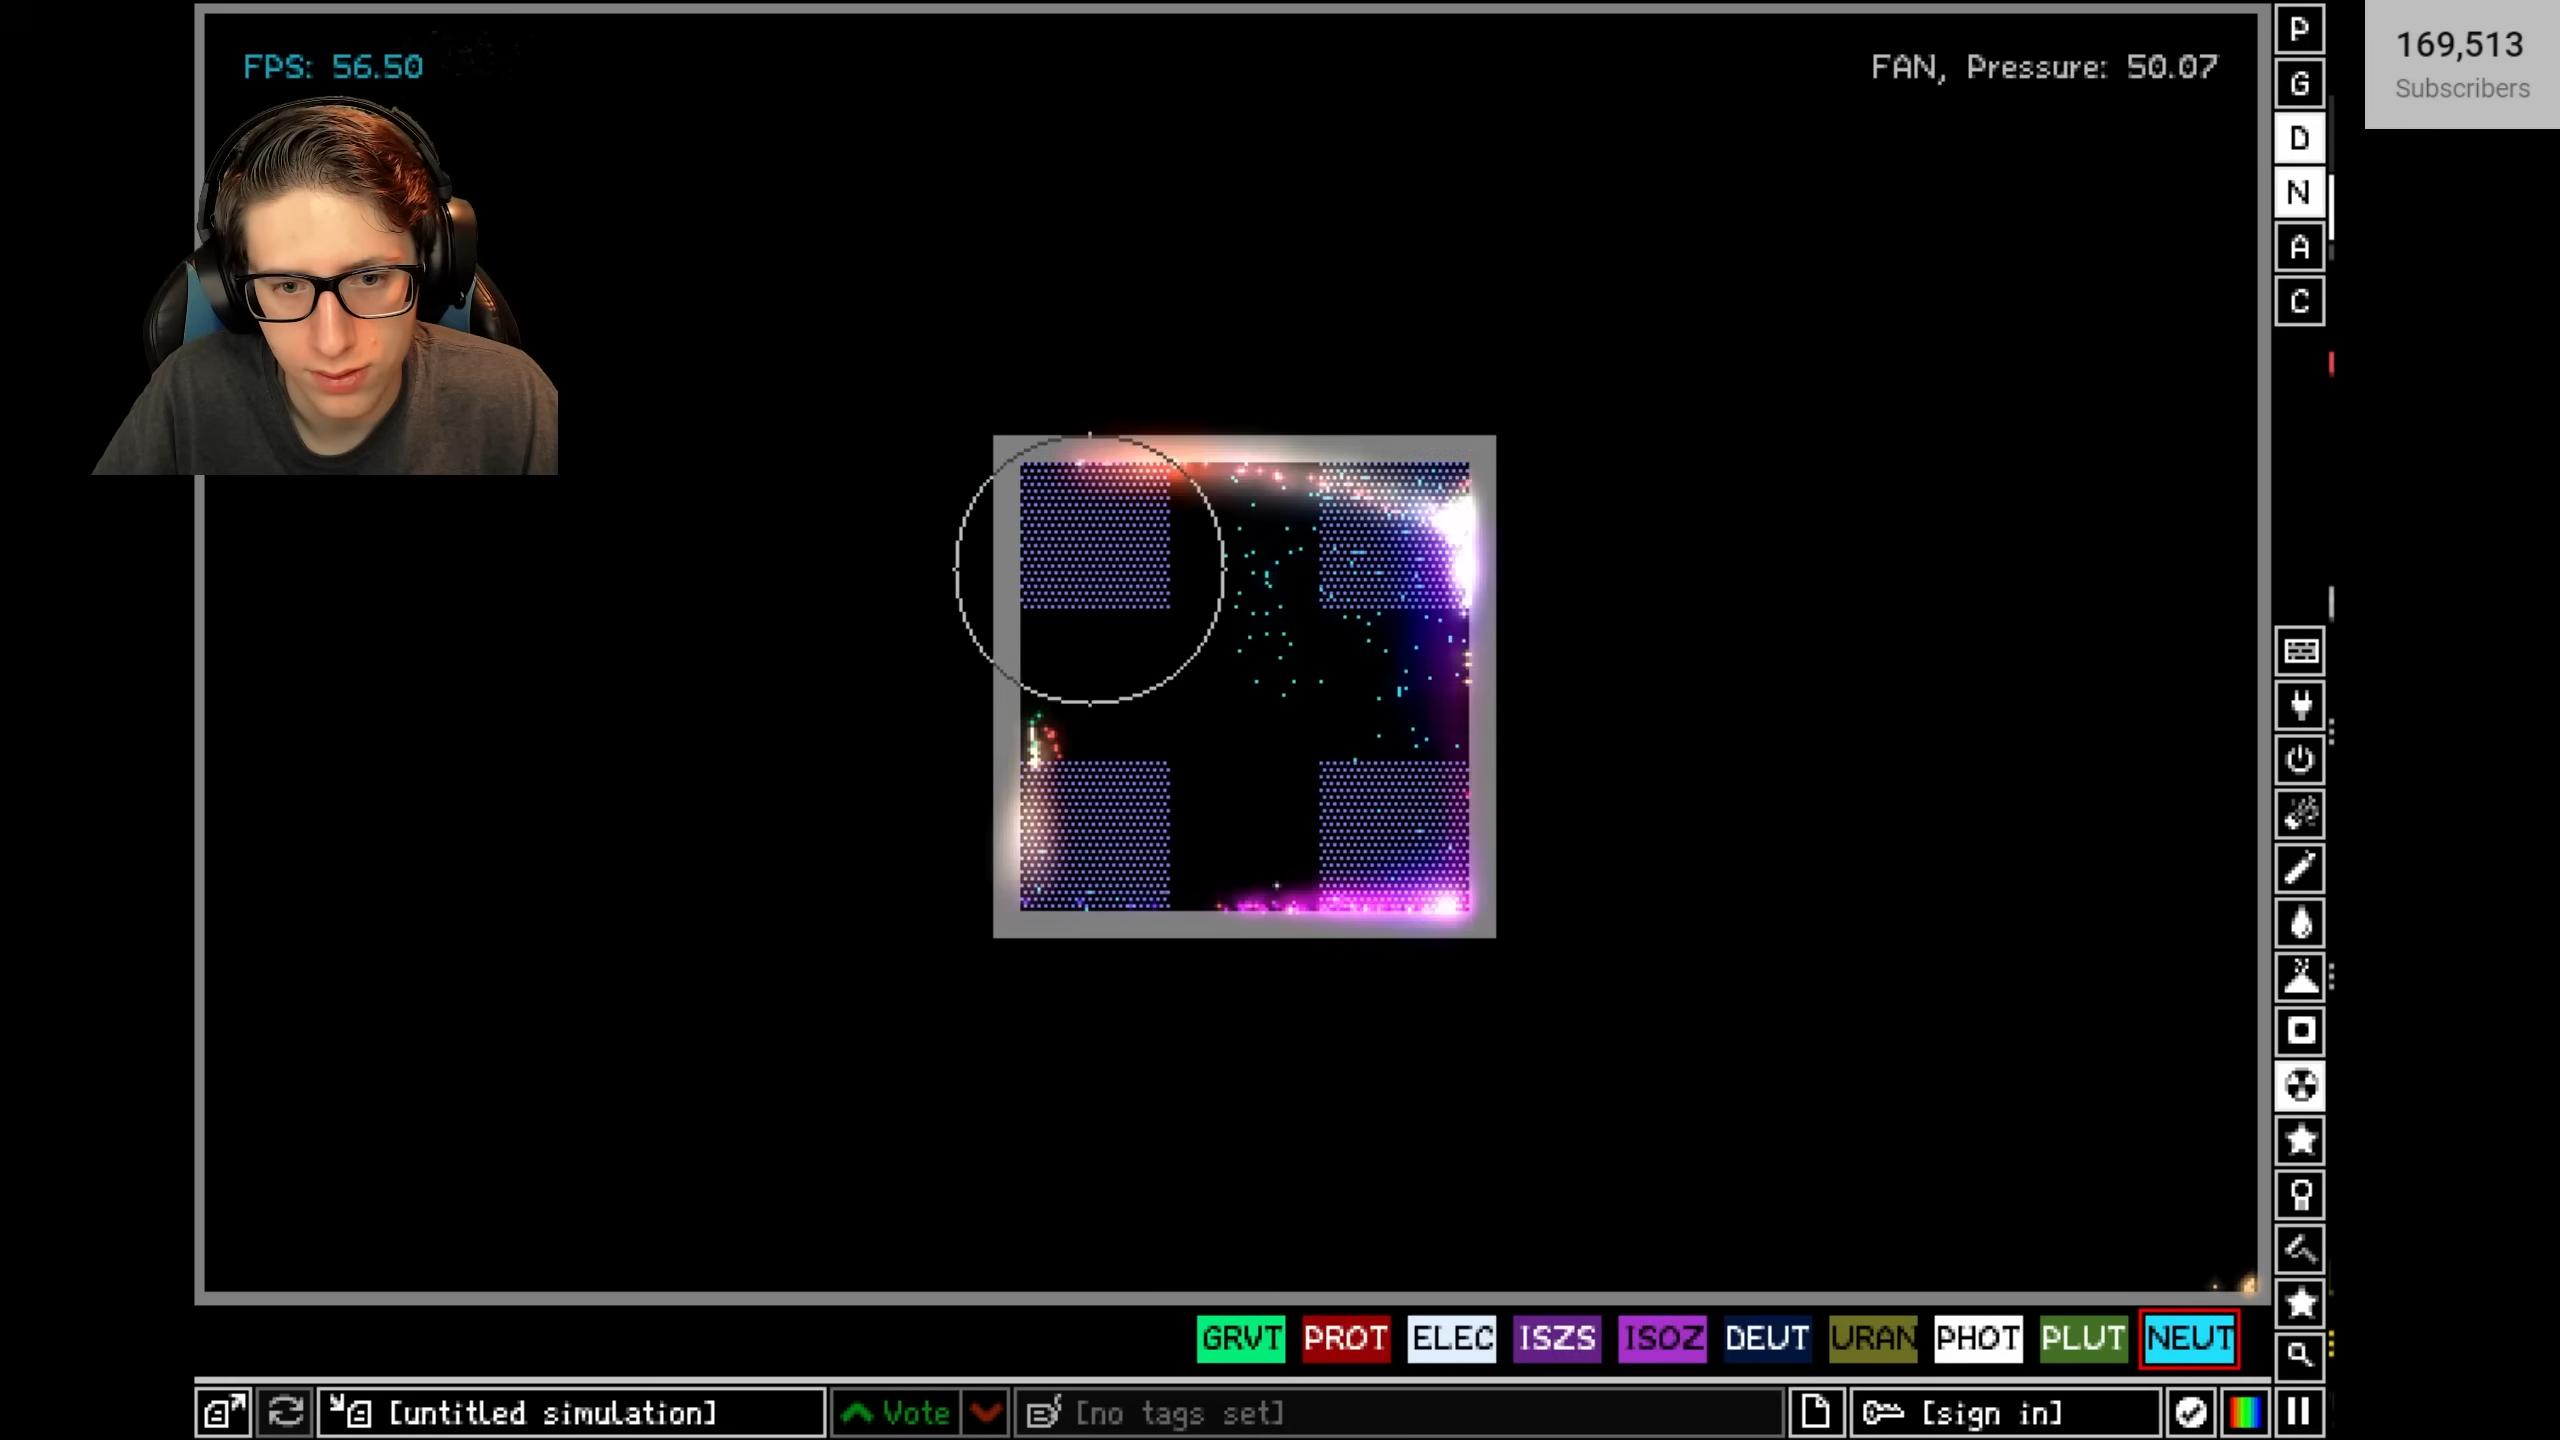 FPS: 56.50
FAN, Pressure: 50.07
169,513
Subscribers
P
G
D
N
A
C
GRVT PROT ELEC ISZS ISOZ DEUT URAN PHOT PLUT NEUT
[untitled simulation] Vote [no tags set] [sign in]